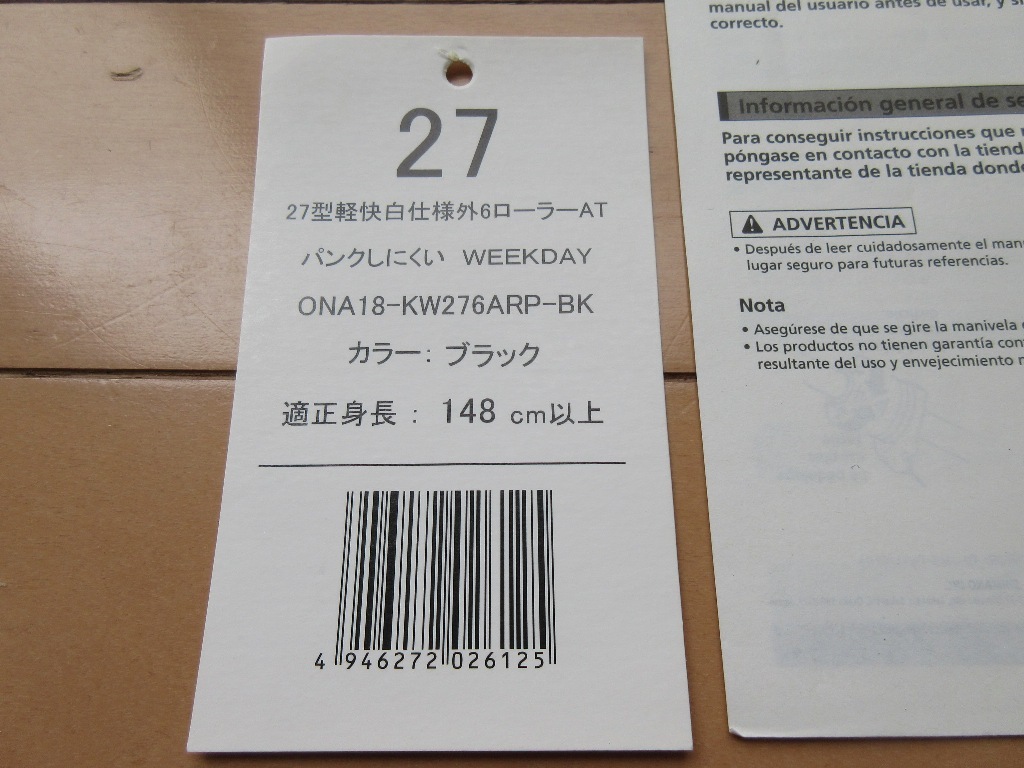 27
27型軽快白仕様外6ローラーAT
パンクしにくい WEEKDAY
ONA18-KW276ARP-BK
カラー: ブラック
適正身長 : 148 cm以上
4 946272 026125
manual del usuario antes de usar, y
correcto.
Información general de
Para conseguir instrucciones que
póngase en contacto con la
representante de la tienda
ADVERTENCIA
• Después de leer cuidadosamente el
lugar seguro para futuras referencias.
Nota
• Asegúrese de que se gire la manivela
• Los productos no tienen garantía
resultante del uso y envejecimiento